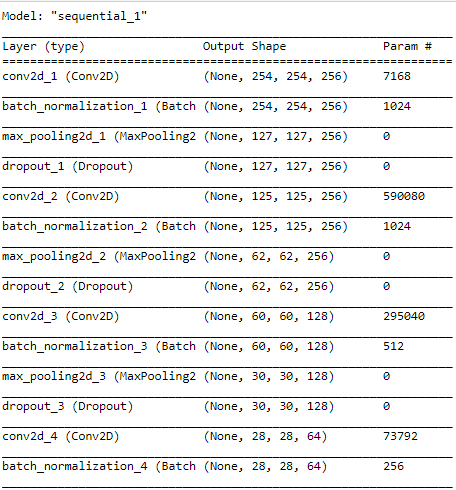 Model: "sequential_1"
Layer (type) Output Shape Param #
conv2d_1 (Conv2D) (None, 254, 254, 256) 7168
batch_normalization_1 (Batch (None, 254, 254, 256) 1024
max_pooling2d_1 (MaxPooling2 (None, 127, 127, 256) 0
dropout_1 (Dropout) (None, 127, 127, 256) 0
conv2d_2 (Conv2D) (None, 125, 125, 256) 590080
batch_normalization_2 (Batch (None, 125, 125, 256) 1024
max_pooling2d_2 (MaxPooling2 (None, 62, 62, 256) 0
dropout_2 (Dropout) (None, 62, 62, 256) 0
conv2d_3 (Conv2D) (None, 60, 60, 128) 295040
batch_normalization_3 (Batch (None, 60, 60, 128) 512
max_pooling2d_3 (MaxPooling2 (None, 30, 30, 128) 0
dropout_3 (Dropout) (None, 30, 30, 128) 0
conv2d_4 (Conv2D) (None, 28, 28, 64) 73792
batch_normalization_4 (Batch (None, 28, 28, 64) 256